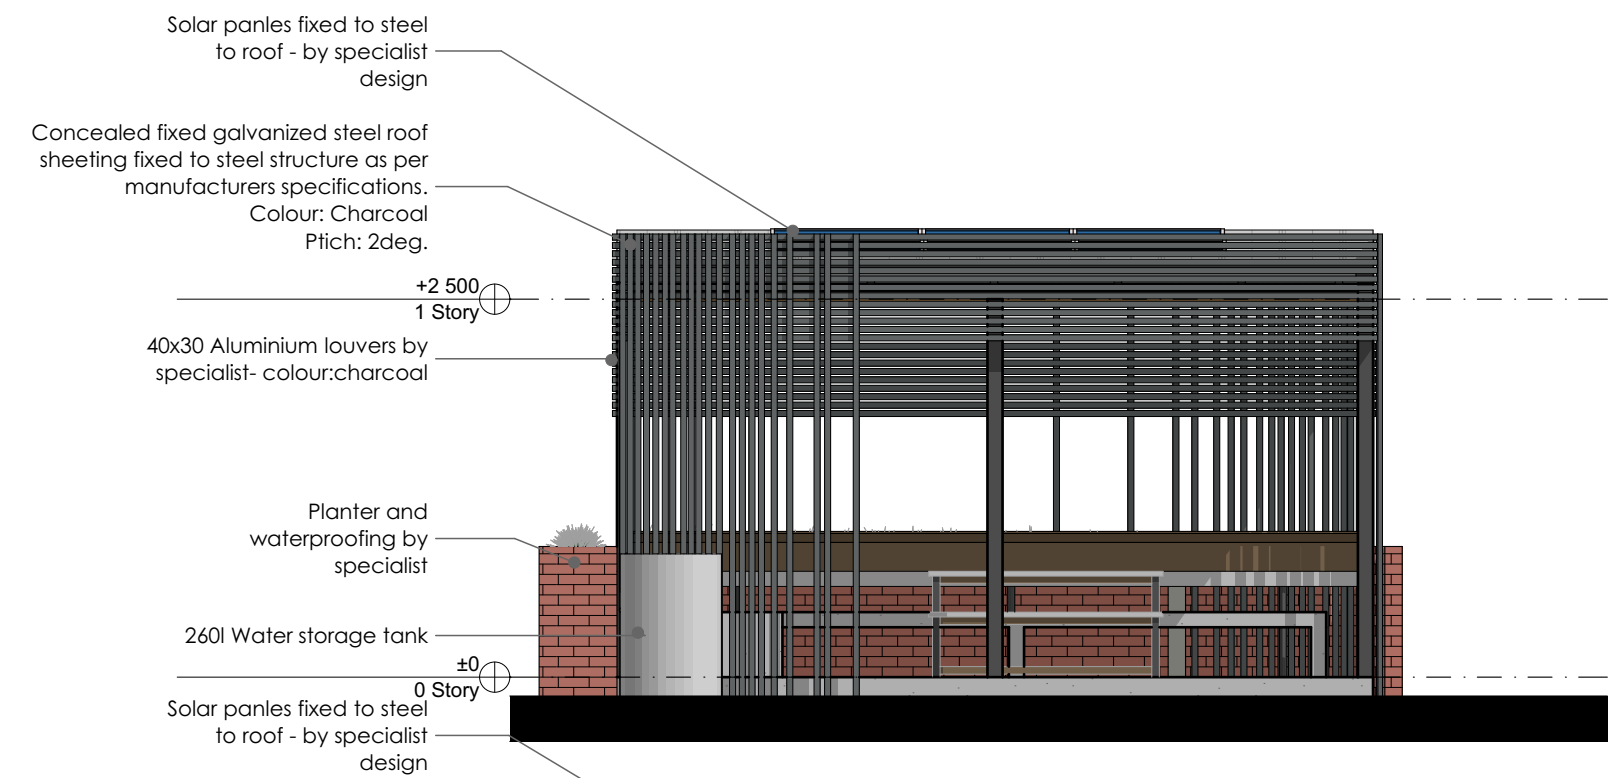 Solar panles fixed to steel
to roof - by specialist
design
Concealed fixed galvanized steel roof
sheeting fixed to steel structure as per
manufacturers specifications.
Colour: Charcoal
Ptich: 2deg.
+2 500
1 Story
40x30 Aluminium louvers by
specialist- colour:charcoal
Planter and
waterproofing by
specialist
260l Water storage tank
±0
0 Story
Solar panles fixed to steel
to roof - by specialist
design